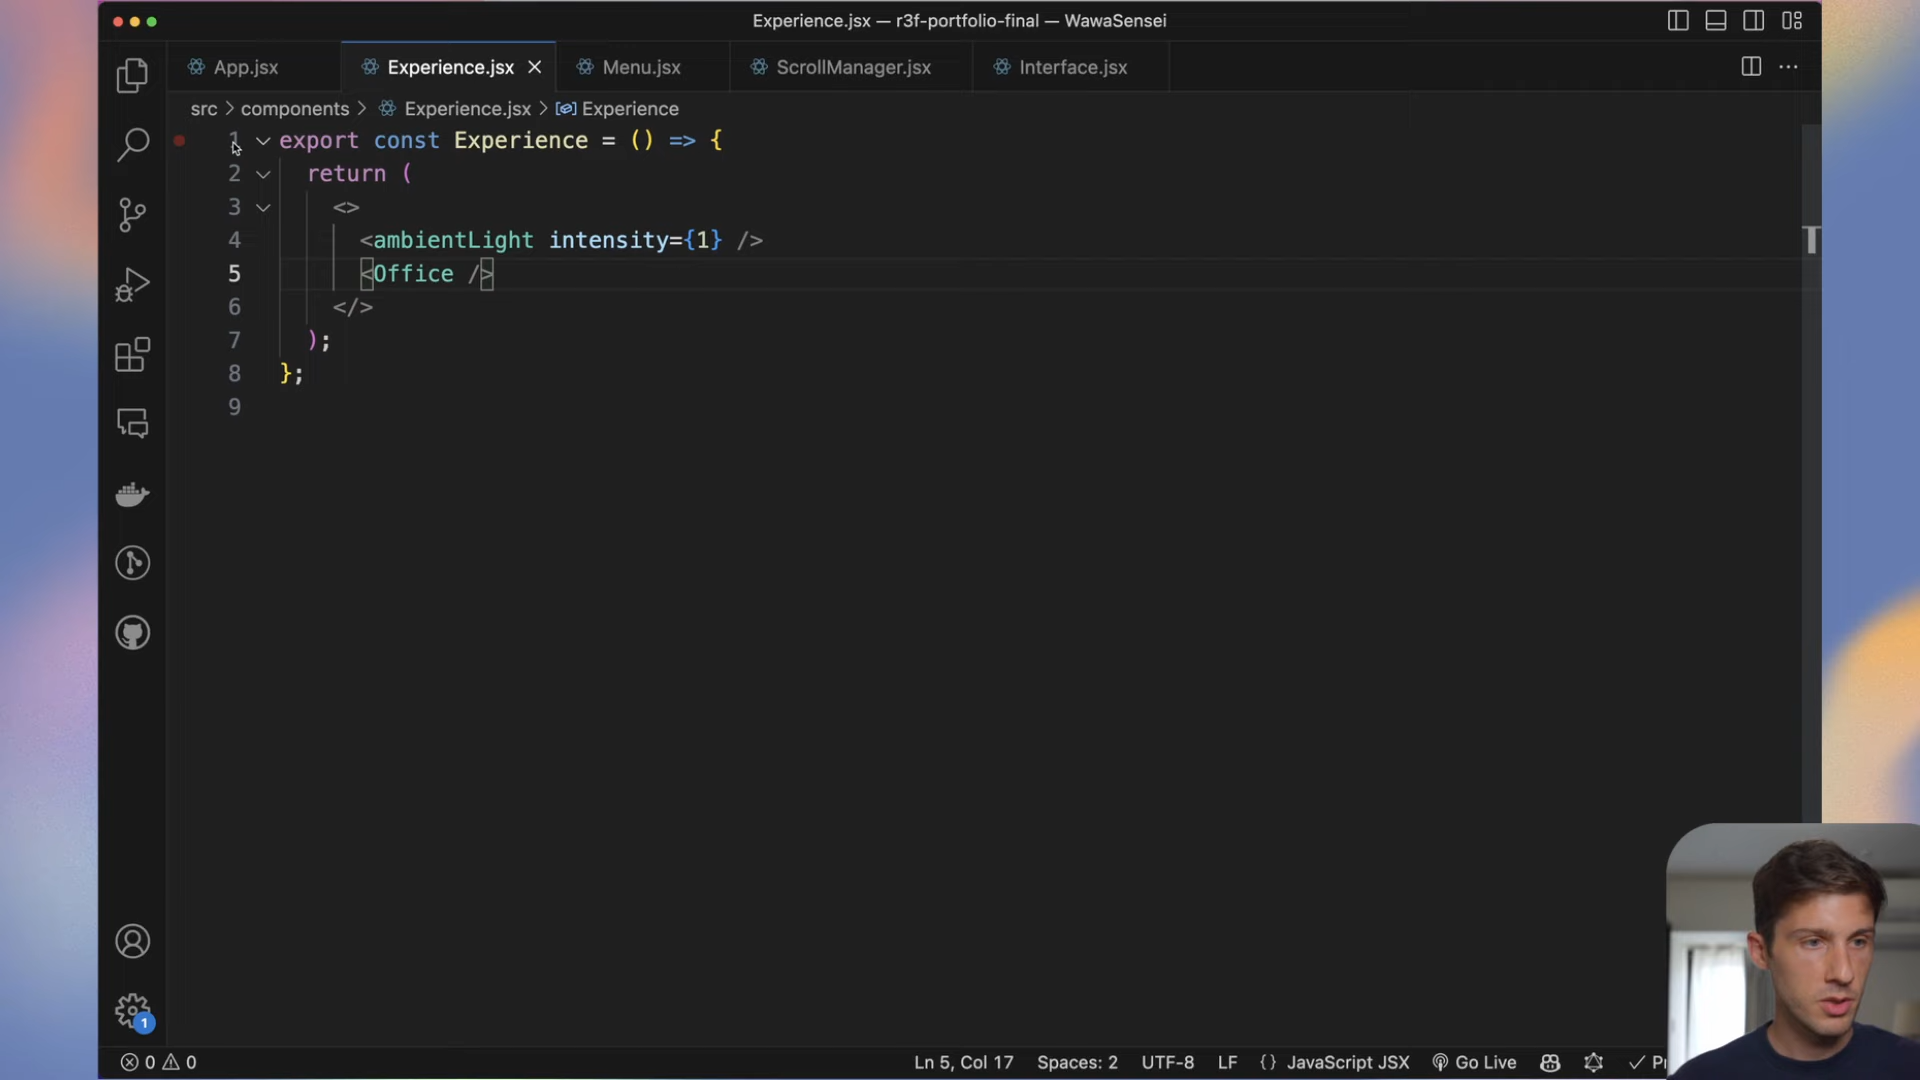 Experience.jsx — r3f-portfolio-final — WawaSensei
App.jsx
Experience.jsx
Menu.jsx
ScrollManager.jsx
Interface.jsx
src > components > Experience.jsx > Experience
1 export const Experience = () => {
2 return (
3 <>
4 <ambientLight intensity={1} />
5 <Office />
6 </>
7 );
8 };
9
1
0 0 Ln 5, Col 17 Spaces: 2 UTF-8 LF {} JavaScript JSX Go Live